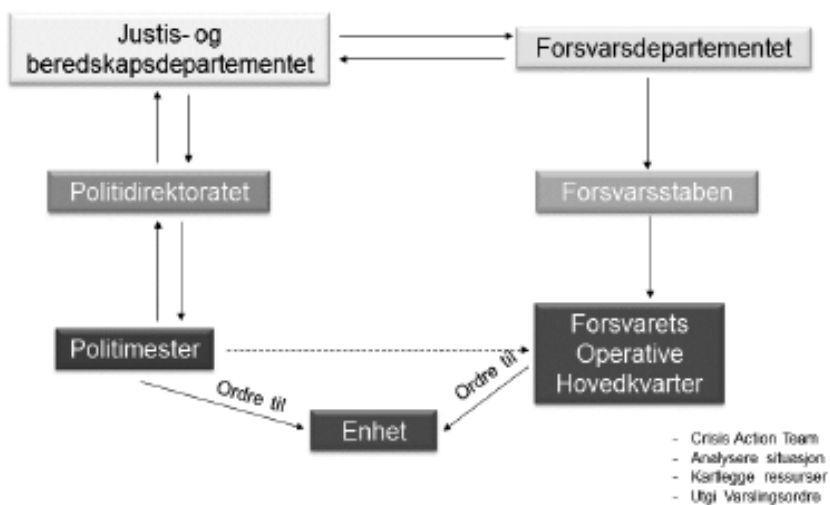 Justis- og
beredskapsdepartementet
Forsvarsdepartementet
Politidirektoratet
Forsvarsstaben
Politimester
Forsvarets
Operative
Hovedkvarter
Ordre til
Ordre til
Enhet
- Crisis Action Team
- Analysere situasjon
- Kartlegge ressurser
- Utgi Varslingsordre